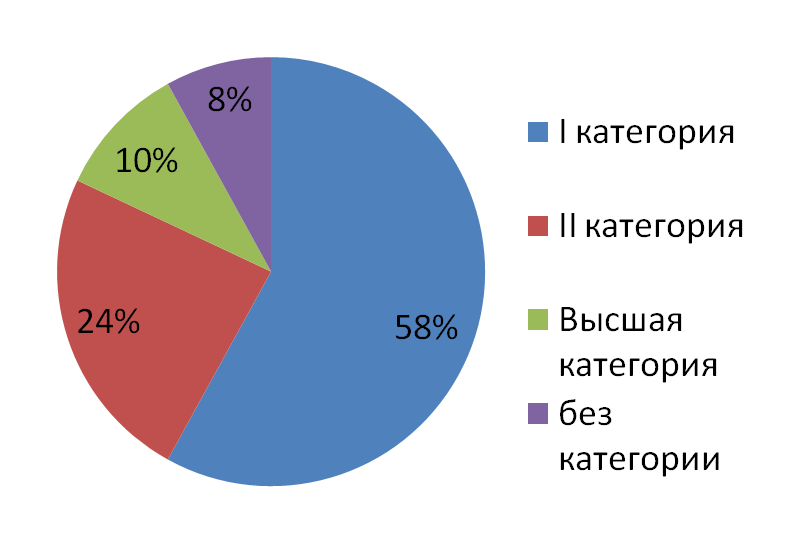 8%
10%
24%
58%
I категория
II категория
Высшая
категория
без
категории